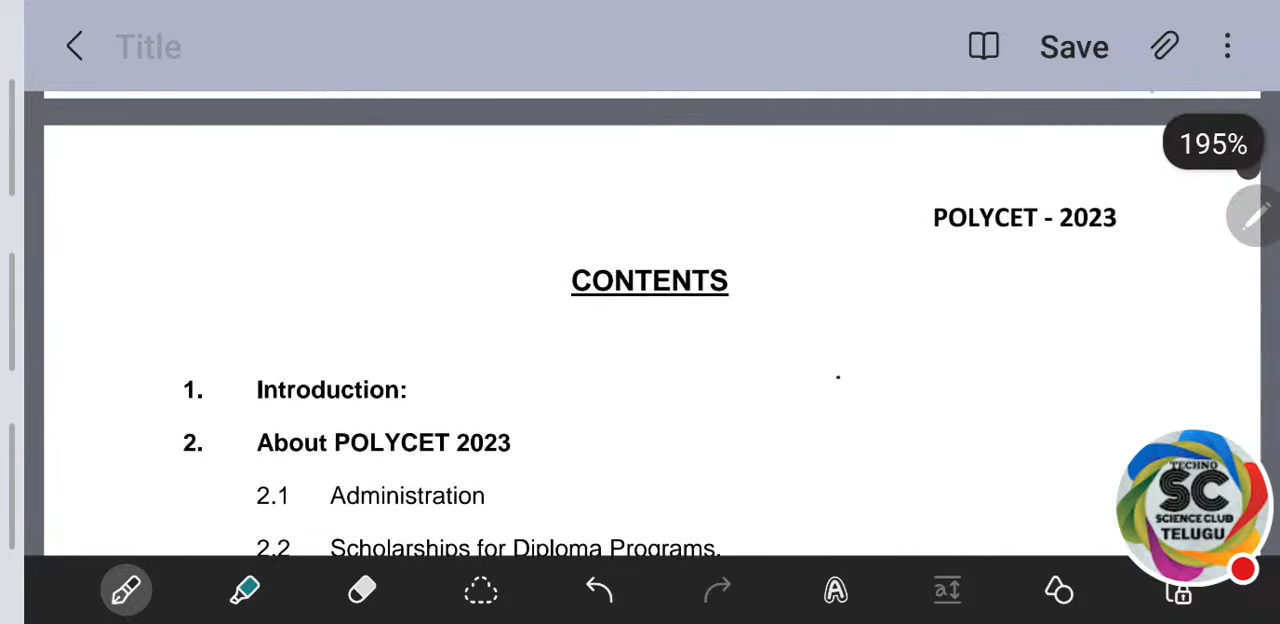 Title
Save
195%
POLYCET - 2023
CONTENTS
1. Introduction:
2. About POLYCET 2023
2.1 Administration
2.2 Scholarships for Diploma Programs.
TECHNO
SC
SCIENCE CLUB
TELUGU
A
a